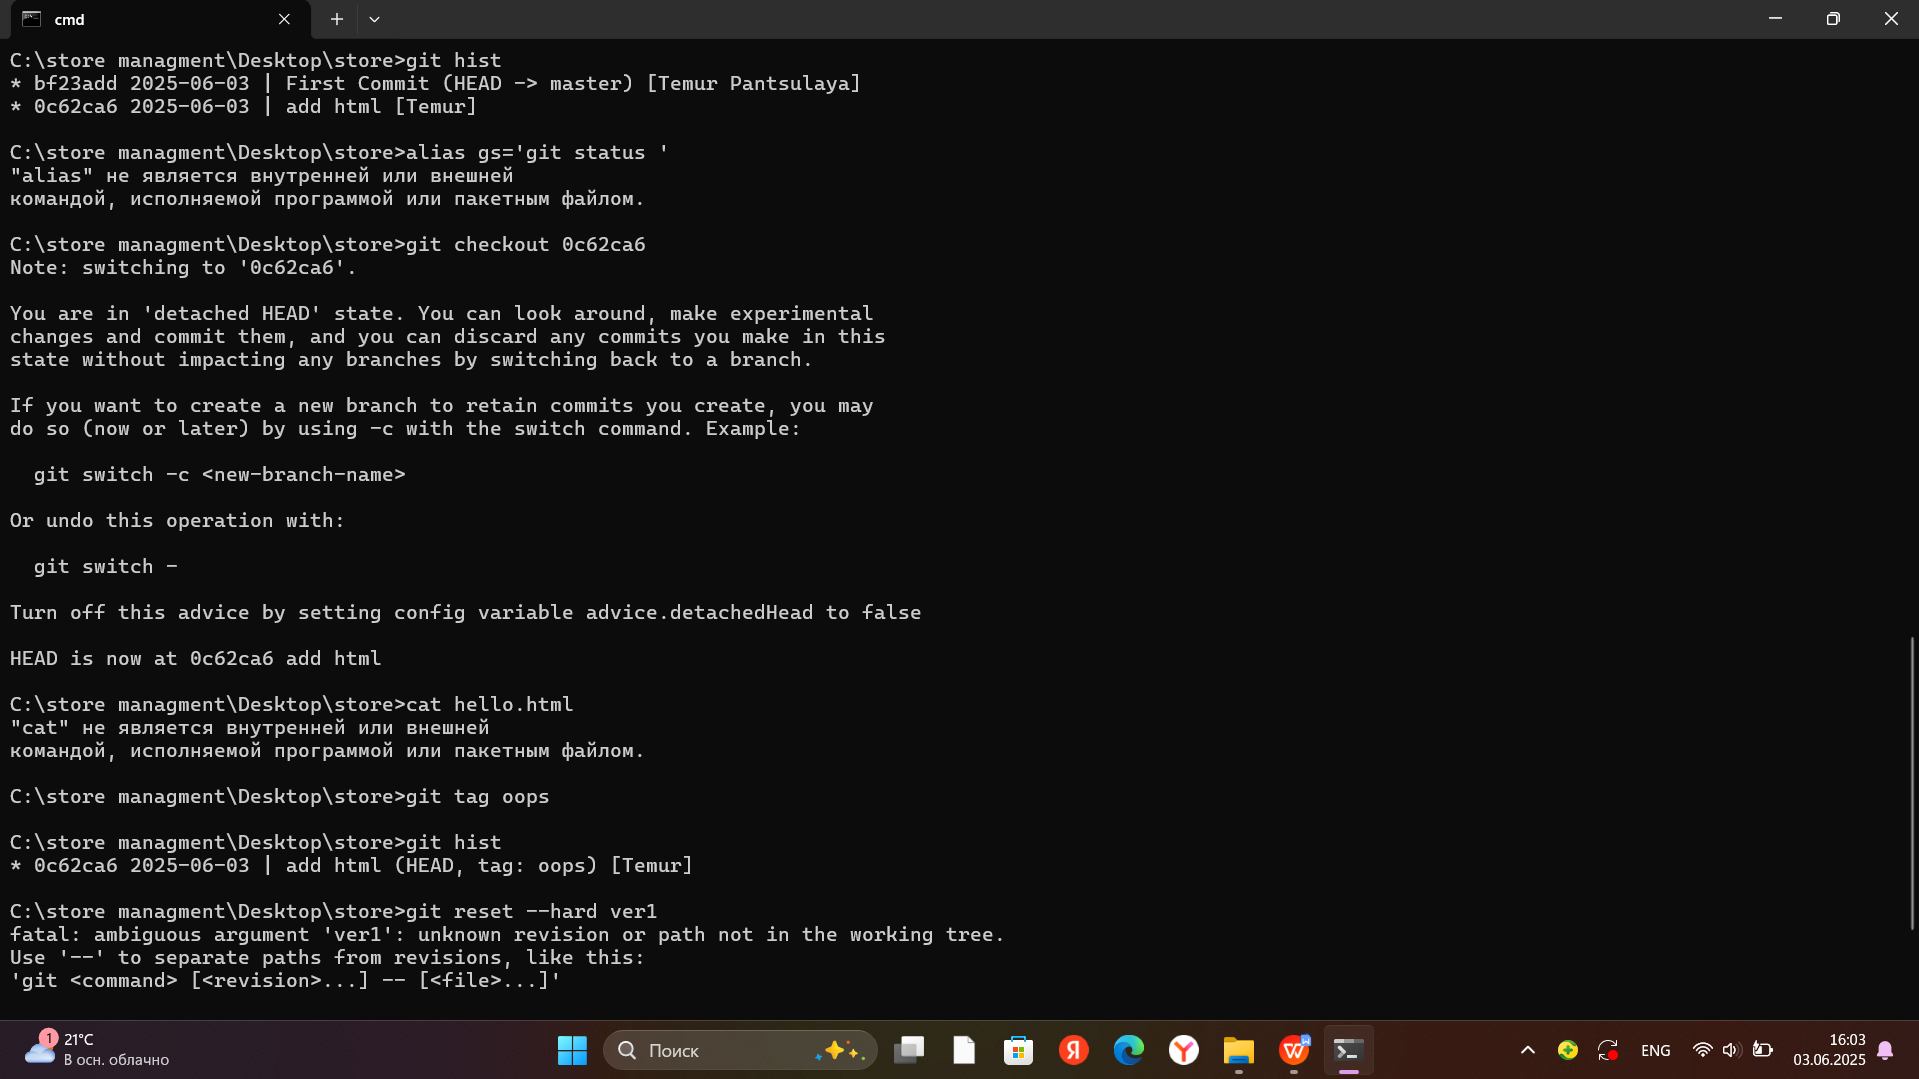 cmd
C:\store managment\Desktop\store>git hist
* bf23add 2025-06-03 | First Commit (HEAD -> master) [Temur Pantsulaya]
* 0c62ca6 2025-06-03 | add html [Temur]
C:\store managment\Desktop\store>alias gs='git status '
"alias" не является внутренней или внешней
командой, исполняемой программой или пакетным файлом.
C:\store managment\Desktop\store>git checkout 0c62ca6
Note: switching to '0c62ca6'.
You are in 'detached HEAD' state. You can look around, make experimental
changes and commit them, and you can discard any commits you make in this
state without impacting any branches by switching back to a branch.
If you want to create a new branch to retain commits you create, you may
do so (now or later) by using -c with the switch command. Example:
  git switch -c <new-branch-name>
Or undo this operation with:
  git switch -
Turn off this advice by setting config variable advice.detachedHead to false
HEAD is now at 0c62ca6 add html
C:\store managment\Desktop\store>cat hello.html
"cat" не является внутренней или внешней
командой, исполняемой программой или пакетным файлом.
C:\store managment\Desktop\store>git tag oops
C:\store managment\Desktop\store>git hist
* 0c62ca6 2025-06-03 | add html (HEAD, tag: oops) [Temur]
C:\store managment\Desktop\store>git reset --hard ver1
fatal: ambiguous argument 'ver1': unknown revision or path not in the working tree.
Use '--' to separate paths from revisions, like this:
'git <command> [<revision>...] -- [<file>...]'
1
21°C
В осн. облачно
Поиск
ENG
16:03
03.06.2025